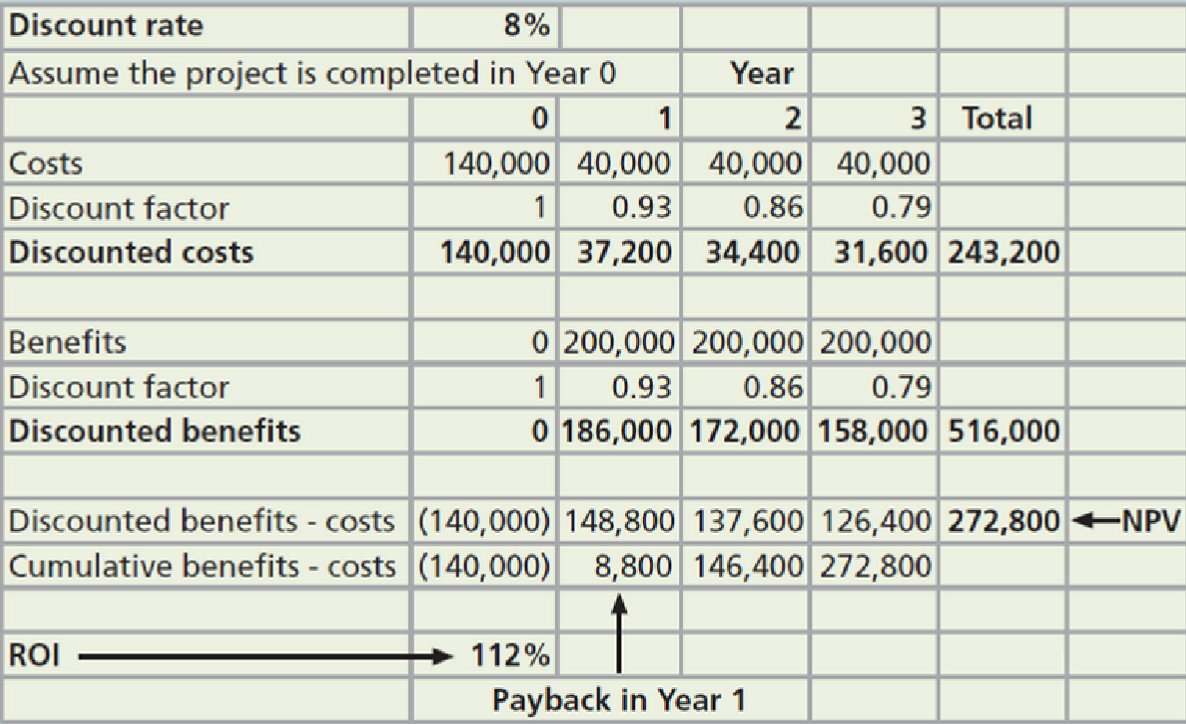 Discount rate 8%
Assume the project is completed in Year 0 Year
0 1 2 3 Total
Costs 140,000 40,000 40,000 40,000
Discount factor 1 0.93 0.86 0.79
Discounted costs 140,000 37,200 34,400 31,600 243,200
Benefits 0 200,000 200,000 200,000
Discount factor 1 0.93 0.86 0.79
Discounted benefits 0 186,000 172,000 158,000 516,000
Discounted benefits - costs (140,000) 148,800 137,600 126,400 272,800 ←NPV
Cumulative benefits - costs (140,000) 8,800 146,400 272,800
ROI → 112%
Payback in Year 1